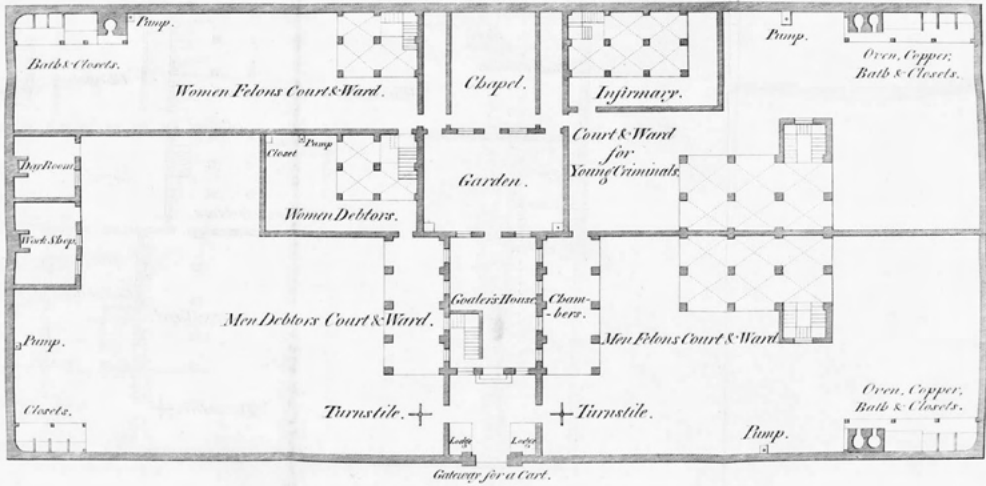 Pump.
Bath & Closets.
Women Felons Court & Ward.
Chapel.
Infirmary.
Pump.
Oven, Copper,
Bath & Closets.
Closet
Pump
Women Debtors.
Garden.
Court & Ward
for
Young Criminals.
Day Room
Work Shop.
Men Debtors Court & Ward.
Goaler's House
Cham-
-bers.
Men Felons Court & Ward
Pump.
Closets.
Turnstile.
Turnstile.
Oven, Copper,
Bath & Closets.
Lodge
Lodge
Pump.
Gateway for a Cart.